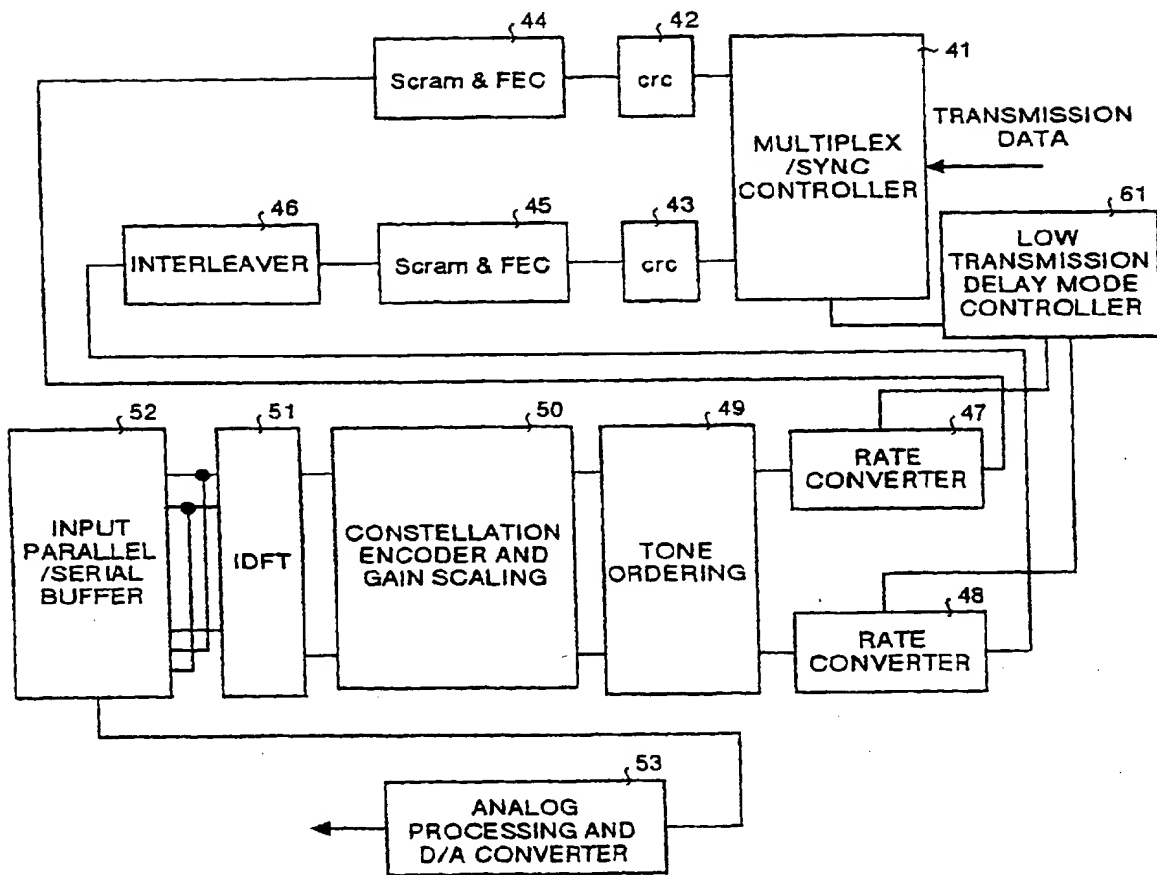 44
42
41
Scram & FEC
crc
MULTIPLEX
/SYNC
CONTROLLER
TRANSMISSION
DATA
46
45
43
61
INTERLEAVER
Scram & FEC
crc
LOW
TRANSMISSION
DELAY MODE
CONTROLLER
52
51
50
49
47
INPUT
PARALLEL
/SERIAL
BUFFER
IDFT
CONSTELLATION
ENCODER AND
GAIN SCALING
TONE
ORDERING
RATE
CONVERTER
48
RATE
CONVERTER
53
ANALOG
PROCESSING AND
D/A CONVERTER